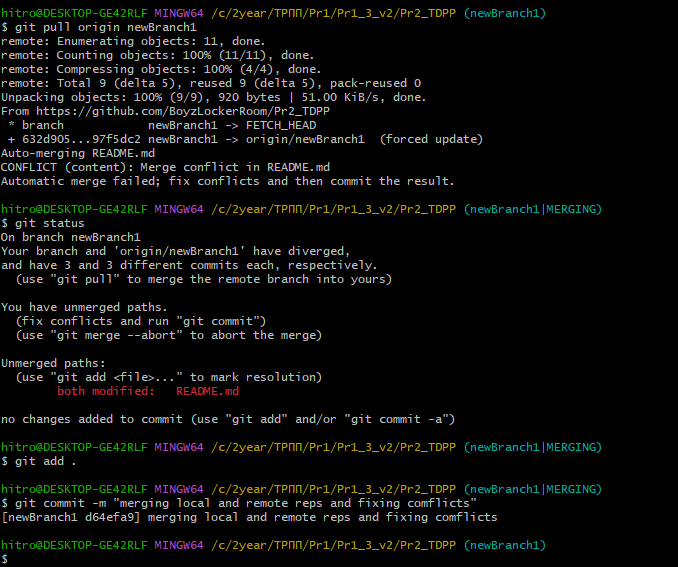 hitro@DESKTOP-GE42RLF MINGW64 /c/2year/ТРПП/Pr1/Pr1_3_v2/Pr2_TDPP (newBranch1)
$ git pull origin newBranch1
remote: Enumerating objects: 11, done.
remote: Counting objects: 100% (11/11), done.
remote: Compressing objects: 100% (4/4), done.
remote: Total 9 (delta 5), reused 9 (delta 5), pack-reused 0
Unpacking objects: 100% (9/9), 920 bytes | 51.00 KiB/s, done.
From https://github.com/BoyzLockerRoom/Pr2_TDPP
 * branch            newBranch1 -> FETCH_HEAD
 + 632d905...97f5dc2 newBranch1 -> origin/newBranch1  (forced update)
Auto-merging README.md
CONFLICT (content): Merge conflict in README.md
Automatic merge failed; fix conflicts and then commit the result.
hitro@DESKTOP-GE42RLF MINGW64 /c/2year/ТРПП/Pr1/Pr1_3_v2/Pr2_TDPP (newBranch1|MERGING)
$ git status
On branch newBranch1
Your branch and 'origin/newBranch1' have diverged,
and have 3 and 3 different commits each, respectively.
  (use "git pull" to merge the remote branch into yours)
You have unmerged paths.
  (fix conflicts and run "git commit")
  (use "git merge --abort" to abort the merge)
Unmerged paths:
  (use "git add <file>..." to mark resolution)
        both modified:   README.md
no changes added to commit (use "git add" and/or "git commit -a")
hitro@DESKTOP-GE42RLF MINGW64 /c/2year/ТРПП/Pr1/Pr1_3_v2/Pr2_TDPP (newBranch1|MERGING)
$ git add .
hitro@DESKTOP-GE42RLF MINGW64 /c/2year/ТРПП/Pr1/Pr1_3_v2/Pr2_TDPP (newBranch1|MERGING)
$ git commit -m "merging local and remote reps and fixing comflicts"
[newBranch1 d64efa9] merging local and remote reps and fixing comflicts
hitro@DESKTOP-GE42RLF MINGW64 /c/2year/ТРПП/Pr1/Pr1_3_v2/Pr2_TDPP (newBranch1)
$